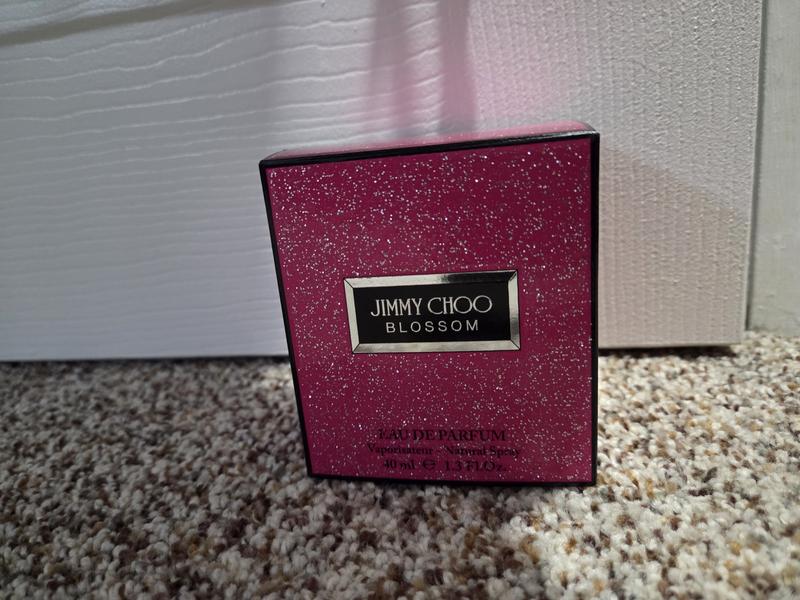 JIMMY CHOO
BLOSSOM
EAU DE PARFUM
Vaporisateur - Natural Spray
40 ml ℮ 1.3 Fl.Oz.